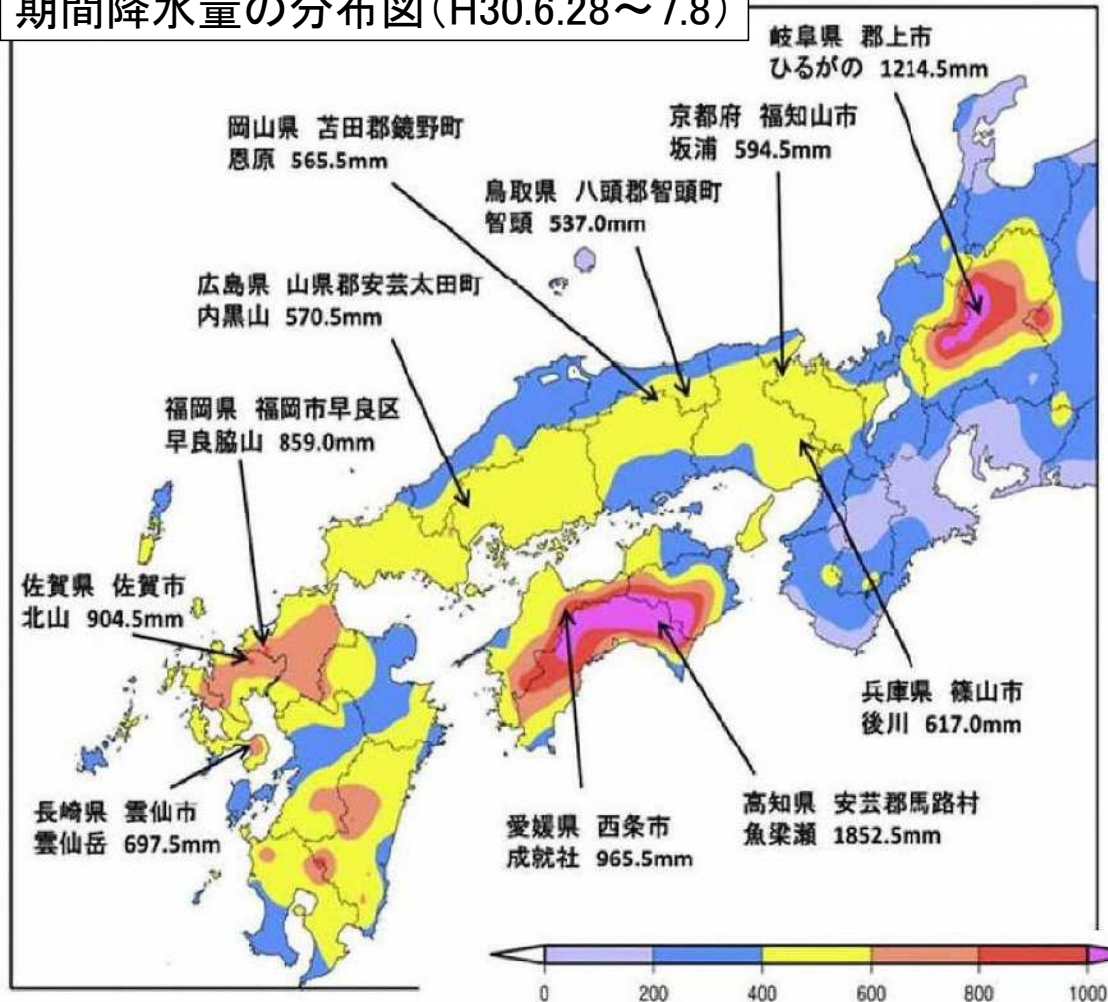 期間降水量の分布図(H30.6.28～7.8)
岐阜県 郡上市
ひるがの 1214.5mm
京都府 福知山市
坂浦 594.5mm
岡山県 苫田郡鏡野町
恩原 565.5mm
鳥取県 八頭郡智頭町
智頭 537.0mm
広島県 山県郡安芸太田町
内黒山 570.5mm
福岡県 福岡市早良区
早良脇山 859.0mm
佐賀県 佐賀市
北山 904.5mm
兵庫県 篠山市
後川 617.0mm
長崎県 雲仙市
雲仙岳 697.5mm
愛媛県 西条市
成就社 965.5mm
高知県 安芸郡馬路村
魚梁瀬 1852.5mm
0 200 400 600 800 1000